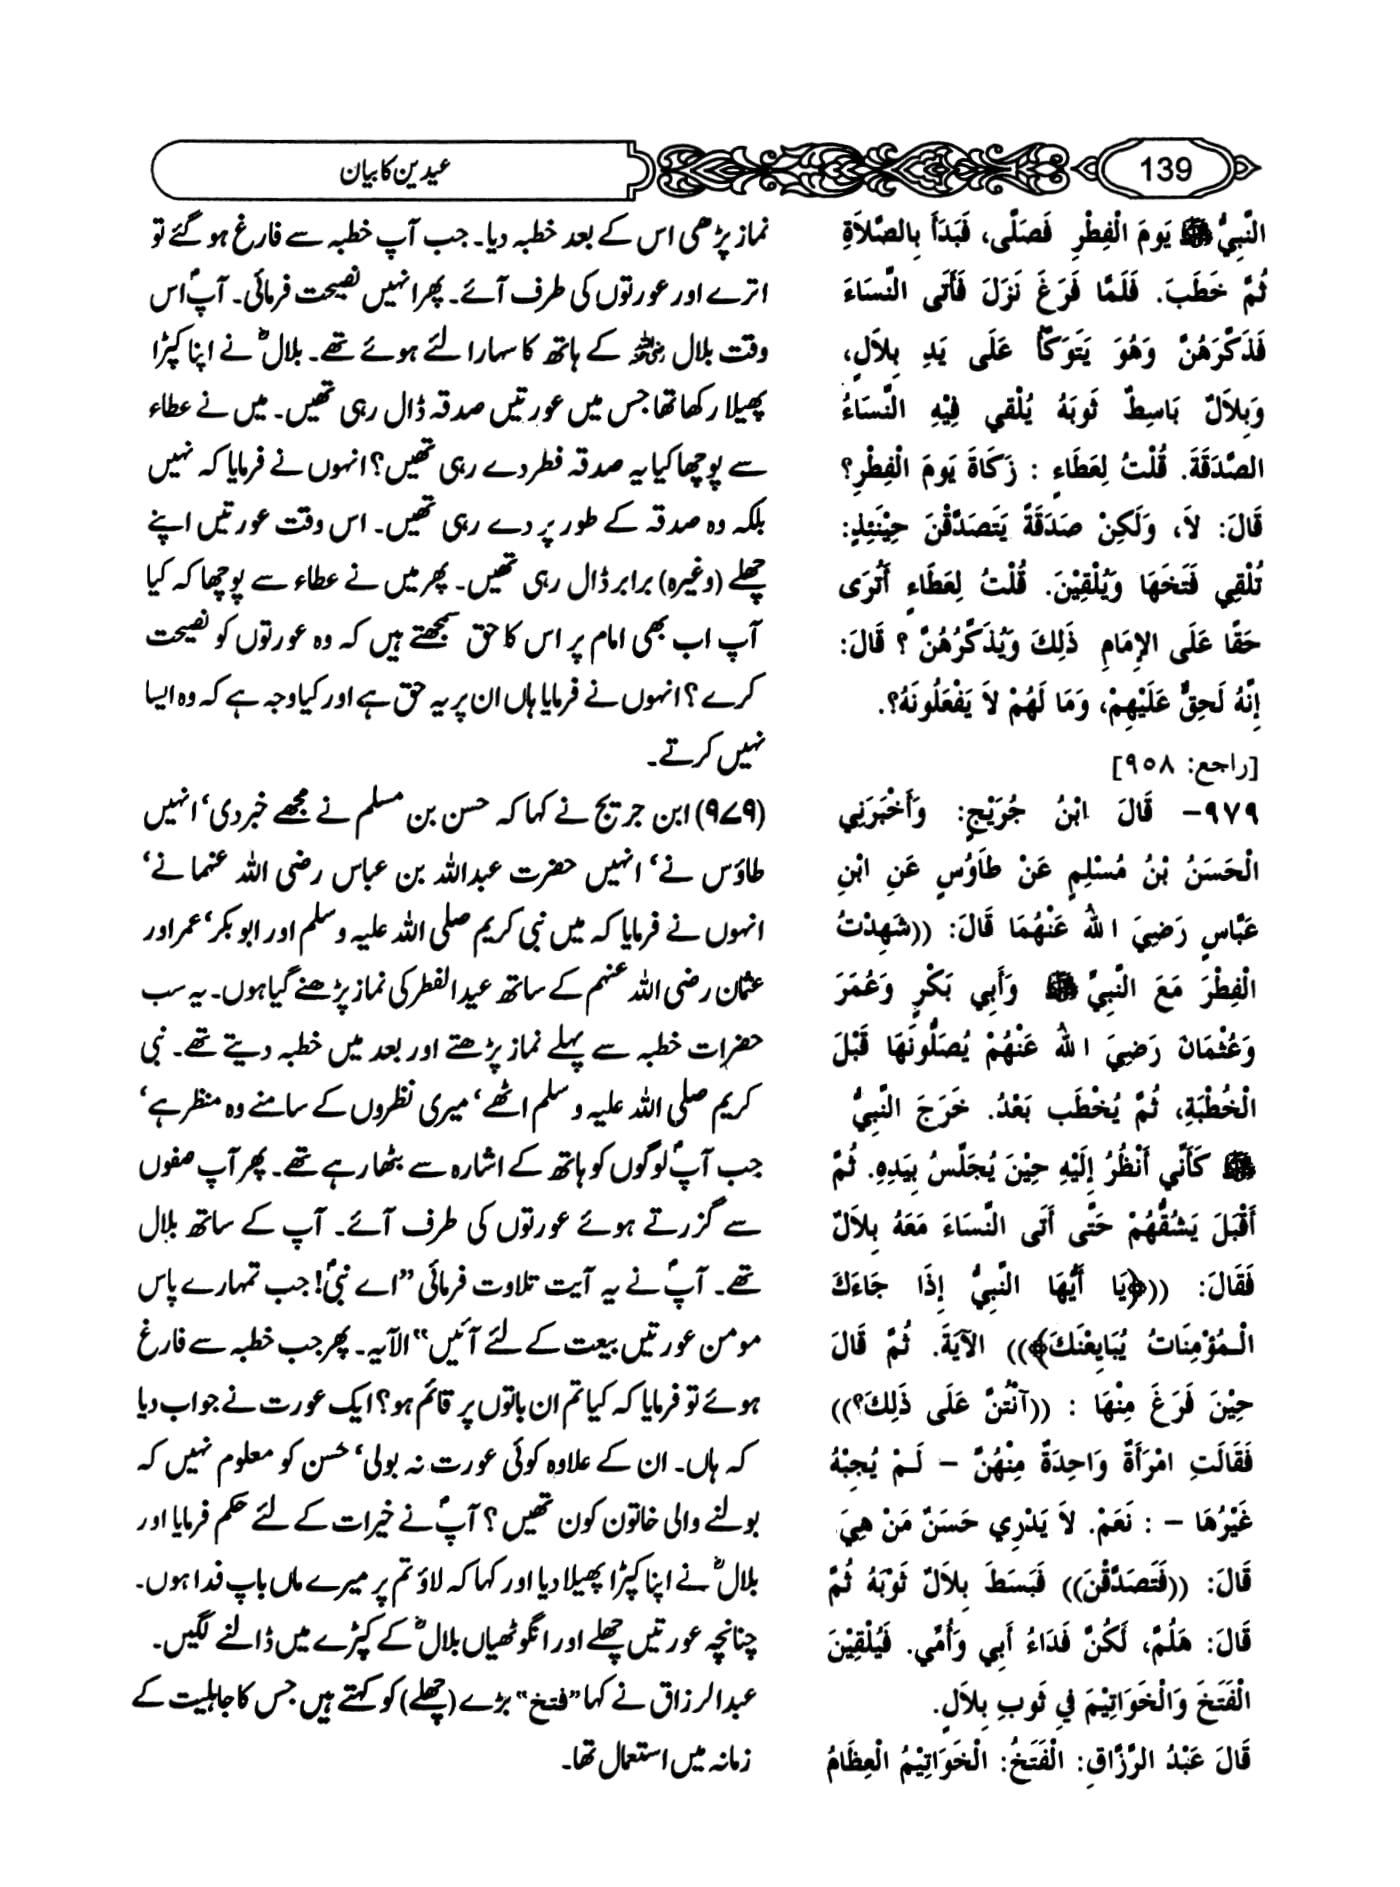 139
عیدین کا بیان
النَّبِيُّ ﷺ يَومَ الْفِطْرِ فَصَلَّى، فَبَدَأَ بِالصَّلاَةِ
ثُمَّ خَطَبَ. فَلَمَّا فَرَغَ نَزَلَ فَأَتَى النِّسَاءَ
فَذَكَّرَهُنَّ وَهُوَ يَتَوَكَّأُ عَلَى يَدِ بِلاَلٍ،
وَبِلاَلٌ بَاسِطٌ ثَوبَهُ يُلْقِي فِيْهِ النِّسَاءُ
الصَّدَقَةَ. قُلْتُ لِعَطَاءٍ : زَكَاةَ يَومَ الْفِطْرِ؟
قَالَ: لاَ، وَلَكِنْ صَدَقَةً يَتَصَدَّقْنَ حِيْنَئِذٍ:
تُلْقِي فَتَخَهَا وَيُلْقِيْنَ. قُلْتُ لِعَطَاءٍ أَتُرَى
حَقًّا عَلَى الإِمَامِ ذَلِكَ وَيُذَكِّرُهُنَّ ؟ قَالَ:
إِنَّهُ لَحِقٌّ عَلَيْهِمْ، وَمَا لَهُمْ لاَ يَفْعَلُونَهُ؟.
[راجع: ٩٥٨]
٩٧٩- قَالَ ابْنُ جُرَيْجٍ: وَأَخْبَرَنِي
الْحَسَنُ بْنُ مُسْلِمٍ عَنْ طَاوُسٍ عَنِ ابْنِ
عَبَّاسٍ رَضِيَ اللهُ عَنْهُمَا قَالَ: ((شَهِدْتُ
الْفِطْرَ مَعَ النَّبِيِّ ﷺ وَأَبِي بَكْرٍ وَعُمَرَ
وَعُثْمَانَ رَضِيَ اللهُ عَنْهُمْ يُصَلُّونَهَا قَبْلَ
الْخُطْبَةِ، ثُمَّ يُخْطَب بَعْدُ. خَرَجَ النَّبِيُّ
ﷺ كَأَنِّي أَنْظُرُ إِلَيْهِ حِيْنَ يُجَلِّسُ بِيَدِهِ. ثُمَّ
أَقْبَلَ يَشُقُّهُمْ حَتَّى أَتَى النِّسَاءَ مَعَهُ بِلاَلٌ
فَقَالَ: ((﴿يَا أَيُّهَا النَّبِيُّ إِذَا جَاءَكَ
الْـمُؤْمِنَاتُ يُبَايِعْنَكَ﴾)) الآيَةَ. ثُمَّ قَالَ
حِيْنَ فَرَغَ مِنْهَا : ((آنْتُنَّ عَلَى ذَلِكَ؟))
فَقَالَتِ امْرَأَةٌ وَاحِدَةٌ مِنْهُنَّ - لَـمْ يُجِبْهُ
غَيْرُهَا - : نَعَمْ. لاَ يَدْرِي حَسَنٌ مَنْ هِيَ.
قَالَ: ((فَتَصَدَّقْنَ)) فَبَسَطَ بِلاَلٌ ثَوْبَهُ ثُمَّ
قَالَ: هَلُمَّ، لَكُنَّ فَدَاءُ أَبِي وَأُمِّي. فَيُلْقِيْنَ
الْفَتَخَ وَالْخَوَاتِيْمَ فِي ثَوبِ بِلاَلٍ.
قَالَ عَبْدُ الرَّزَّاقِ: الْفَتَخُ: الْخَوَاتِيْمُ الْعِظَامُ
نماز پڑھی اس کے بعد خطبہ دیا۔ جب آپ خطبہ سے فارغ ہو گئے تو
اترے اور عورتوں کی طرف آئے۔ پھر انہیں نصیحت فرمائی۔ آپؐ اس
وقت بلال رضی اللہ عنہ کے ہاتھ کا سہارا لئے ہوئے تھے۔ بلالؓ نے اپنا کپڑا
پھیلا رکھا تھا جس میں عورتیں صدقہ ڈال رہی تھیں۔ میں نے عطاء
سے پوچھا کیا یہ صدقہ فطر دے رہی تھیں؟ انہوں نے فرمایا کہ نہیں
بلکہ وہ صدقہ کے طور پر دے رہی تھیں۔ اس وقت عورتیں اپنے
چھلے (وغیرہ) برابر ڈال رہی تھیں۔ پھر میں نے عطاء سے پوچھا کہ کیا
آپ اب بھی امام پر اس کا حق سمجھتے ہیں کہ وہ عورتوں کو نصیحت
کرے؟ انہوں نے فرمایا ہاں ان پر یہ حق ہے اور کیا وجہ ہے کہ وہ ایسا
نہیں کرتے۔
(۹۷۹) ابن جریج نے کہا کہ حسن بن مسلم نے مجھے خبر دی' انہیں
طاؤس نے' انہیں حضرت عبداللہ بن عباس رضی اللہ عنہما نے'
انہوں نے فرمایا کہ میں نبی کریم صلی اللہ علیہ و سلم اور ابو بکر' عمر اور
عثمان رضی اللہ عنہم کے ساتھ عید الفطر کی نماز پڑھنے گیا ہوں۔ یہ سب
حضرات خطبہ سے پہلے نماز پڑھتے اور بعد میں خطبہ دیتے تھے۔ نبی
کریم صلی اللہ علیہ و سلم اٹھے' میری نظروں کے سامنے وہ منظر ہے'
جب آپؐ لوگوں کو ہاتھ کے اشارہ سے بٹھا رہے تھے۔ پھر آپ صفوں
سے گزرتے ہوئے عورتوں کی طرف آئے۔ آپ کے ساتھ بلال
تھے۔ آپؐ نے یہ آیت تلاوت فرمائی "اے نبیؐ! جب تمہارے پاس
مومن عورتیں بیعت کے لئے آئیں" الآیہ۔ پھر جب خطبہ سے فارغ
ہوئے تو فرمایا کہ کیا تم ان باتوں پر قائم ہو؟ ایک عورت نے جواب دیا
کہ ہاں۔ ان کے علاوہ کوئی عورت نہ بولی' حسن کو معلوم نہیں کہ
بولنے والی خاتون کون تھیں؟ آپؐ نے خیرات کے لئے حکم فرمایا اور
بلالؓ نے اپنا کپڑا پھیلا دیا اور کہا کہ لاؤ تم پر میرے ماں باپ فدا ہوں۔
چنانچہ عورتیں چھلے اور انگوٹھیاں بلالؓ کے کپڑے میں ڈالنے لگیں۔
عبدالرزاق نے کہا "فتخ" بڑے (چھلے) کو کہتے ہیں جس کا جاہلیت کے
زمانہ میں استعمال تھا۔